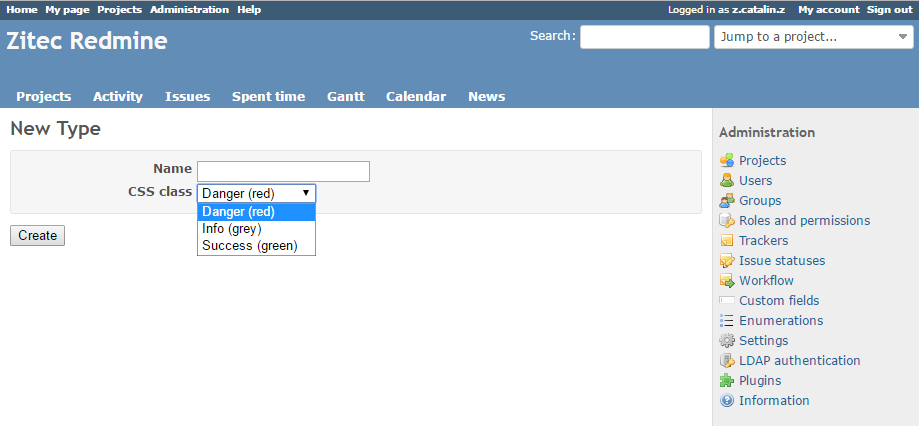 Home My page Projects Administration Help Logged in as z.catalin.z My account Sign out
Zitec Redmine Search: Jump to a project...
Projects Activity Issues Spent time Gantt Calendar News
New Type
Name
CSS class Danger (red)
Danger (red)
Info (grey)
Success (green)
Create
Administration
Projects
Users
Groups
Roles and permissions
Trackers
Issue statuses
Workflow
Custom fields
Enumerations
Settings
LDAP authentication
Plugins
Information